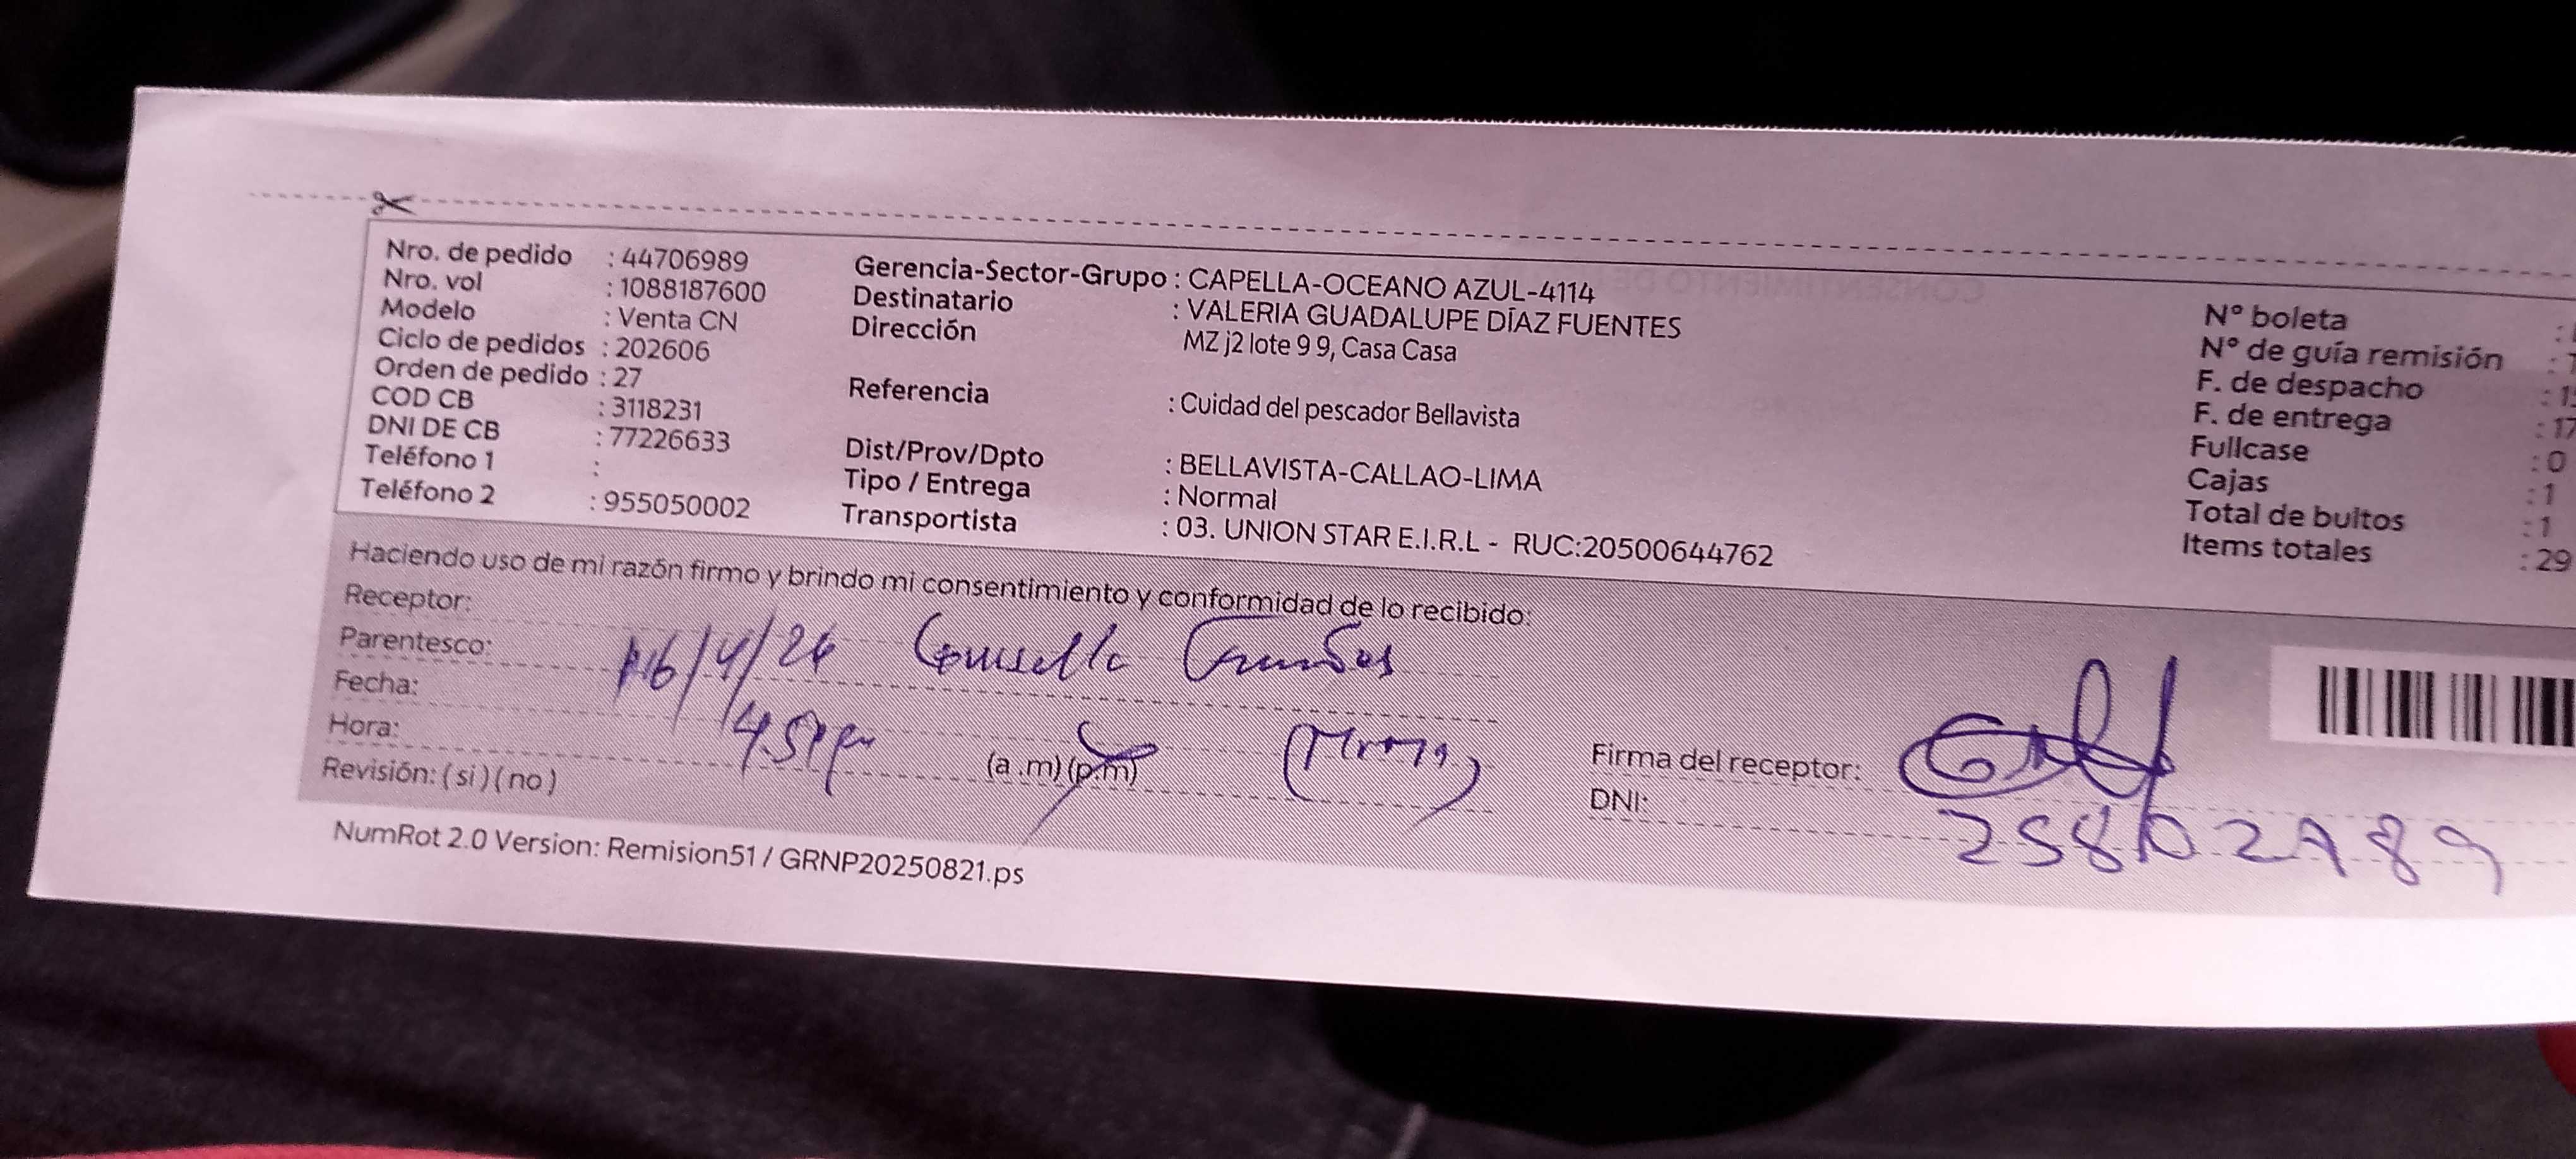 Nro. de pedido : 44706989
Nro. vol : 1088187600
Modelo : Venta CN
Ciclo de pedidos : 202606
Orden de pedido : 27
COD CB : 3118231
DNI DE CB : 77226633
Teléfono 1 :
Teléfono 2 : 955050002
Gerencia-Sector-Grupo : CAPELLA-OCEANO AZUL-4114
Destinatario : VALERIA GUADALUPE DÍAZ FUENTES
Dirección MZ j2 lote 9 9, Casa Casa
Referencia : Cuidad del pescador Bellavista
Dist/Prov/Dpto : BELLAVISTA-CALLAO-LIMA
Tipo / Entrega : Normal
Transportista : 03. UNION STAR E.I.R.L - RUC:20500644762
Nº boleta :
Nº de guía remisión :
F. de despacho :
F. de entrega : 17
Fullcase : 0
Cajas : 1
Total de bultos : 1
Items totales : 29
Haciendo uso de mi razón firmo y brindo mi consentimiento y conformidad de lo recibido:
Receptor:
Parentesco:
Fecha: 16/4/26
Hora: (a .m) (p.m)
Revisión: ( si ) ( no )
Firma del receptor:
DNI:
NumRot 2.0 Version: Remision51 / GRNP20250821.ps